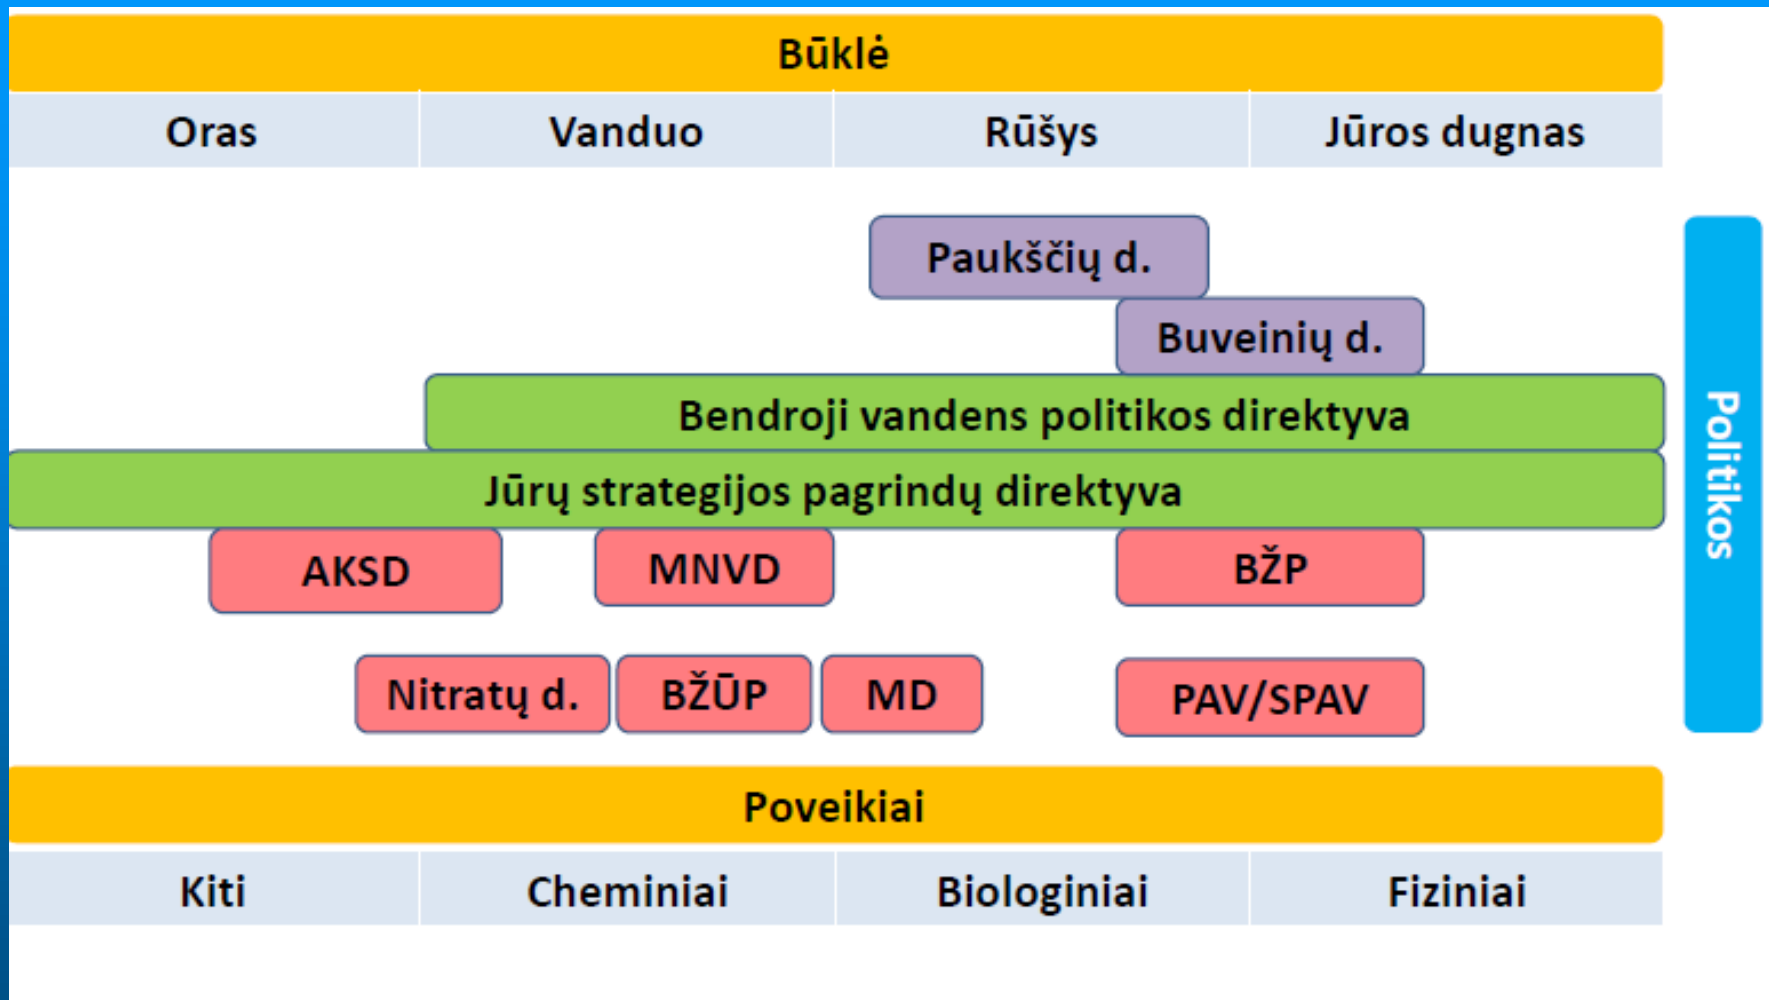 Būklė
Oras Vanduo Rūšys Jūros dugnas
Paukščių d.
Buveinių d.
Bendroji vandens politikos direktyva
Jūrų strategijos pagrindų direktyva
AKSD MNVD BŽP
Nitratų d. BŽŪP MD PAV/SPAV
Politikos
Poveikiai
Kiti Cheminiai Biologiniai Fiziniai